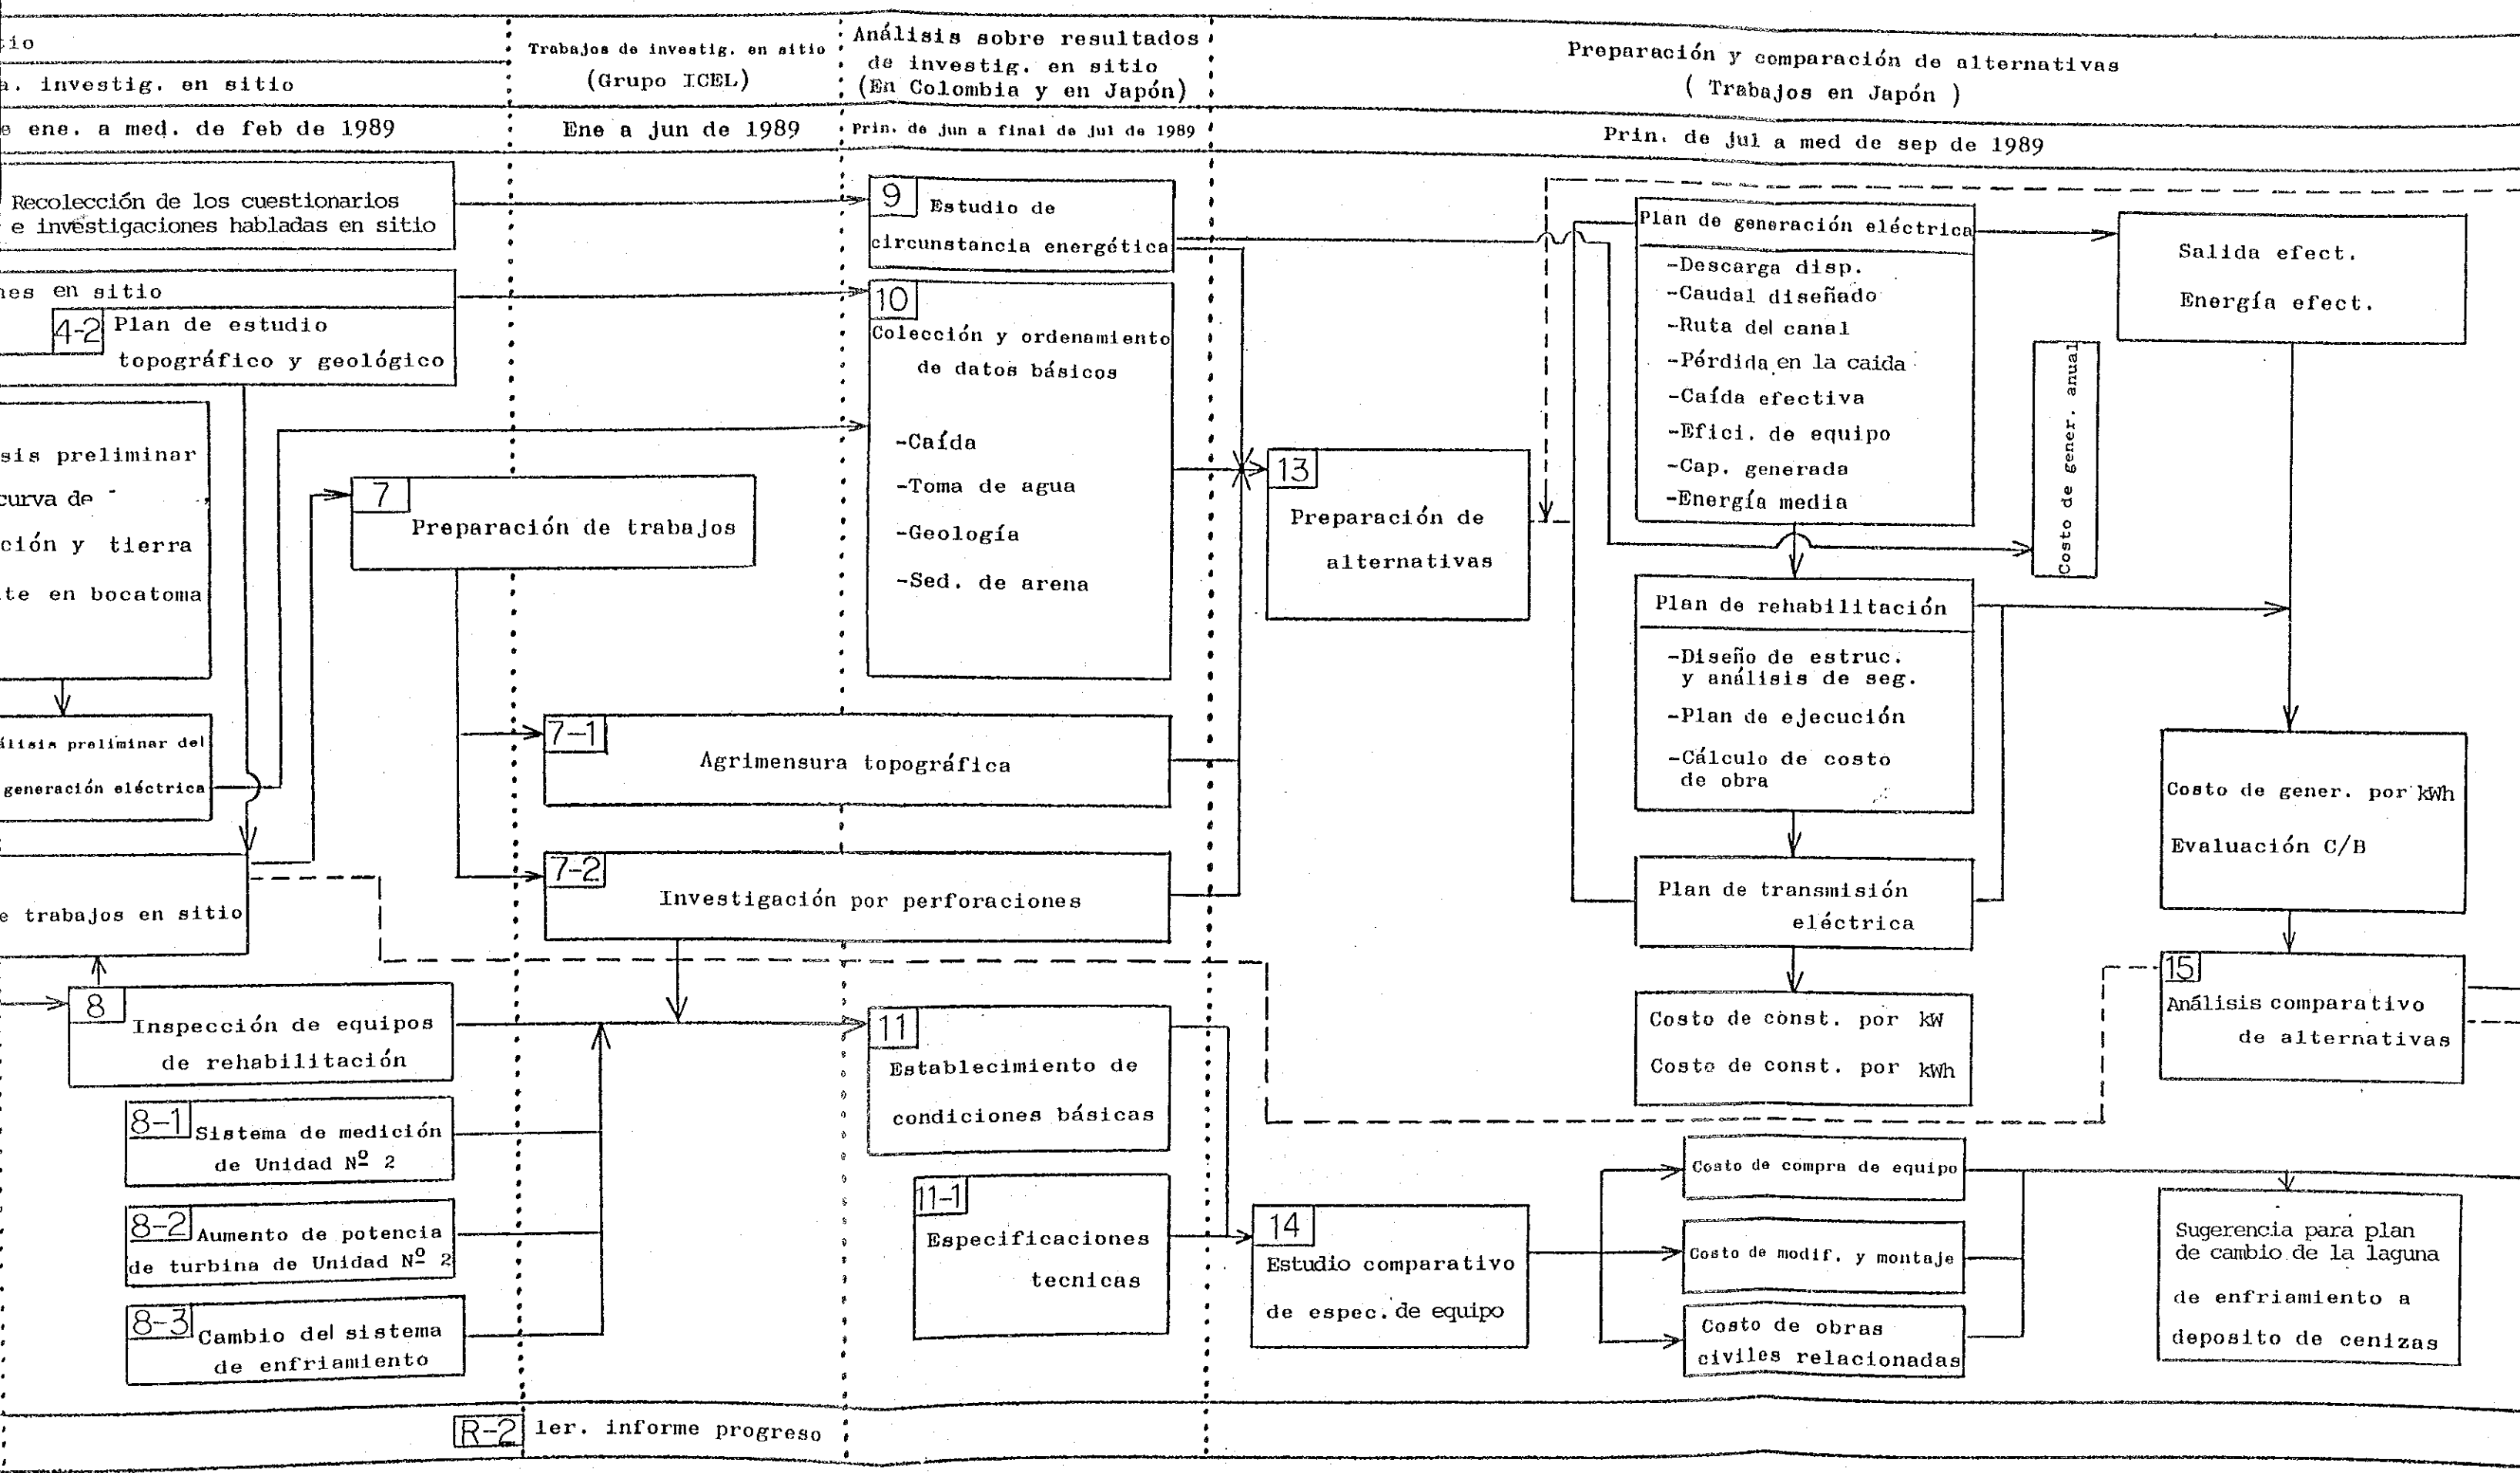 tio
a. investig. en sitio
e ene. a med. de feb de 1989
Trabajos de investig. en sitio
(Grupo ICEL)
Ene a jun de 1989
Análisis sobre resultados
de investig. en sitio
(En Colombia y en Japón)
Prin. de jun a final de jul de 1989
Preparación y comparación de alternativas
( Trabajos en Japón )
Prin. de jul a med de sep de 1989
Recolección de los cuestionarios
e investigaciones habladas en sitio
nes en sitio
4-2 Plan de estudio
topográfico y geológico
sis preliminar
curva de
ción y tierra
te en bocatoma
álisis preliminar del
generación eléctrica
e trabajos en sitio
7
Preparación de trabajos
7-1
Agrimensura topográfica
7-2
Investigación por perforaciones
8
Inspección de equipos
de rehabilitación
8-1 Sistema de medición
de Unidad Nº 2
8-2 Aumento de potencia
de turbina de Unidad Nº 2
8-3 Cambio del sistema
de enfriamiento
9 Estudio de
circunstancia energética
10
Colección y ordenamiento
de datos básicos
-Caída
-Toma de agua
-Geología
-Sed. de arena
11
Establecimiento de
condiciones básicas
11-1
Especificaciones
tecnicas
13
Preparación de
alternativas
14
Estudio comparativo
de espec. de equipo
Plan de generación eléctrica
-Descarga disp.
-Caudal diseñado
-Ruta del canal
-Pérdida en la caida
-Caída efectiva
-Efici. de equipo
-Cap. generada
-Energía media
Plan de rehabilitación
-Diseño de estruc.
y análisis de seg.
-Plan de ejecución
-Cálculo de costo
de obra
Plan de transmisión
eléctrica
Costo de const. por kW
Costo de const. por kWh
Costo de compra de equipo
Costo de modif. y montaje
Costo de obras
civiles relacionadas
Costo de gener. anual
Salida efect.
Energía efect.
Costo de gener. por kWh
Evaluación C/B
15
Análisis comparativo
de alternativas
Sugerencia para plan
de cambio de la laguna
de enfriamiento a
deposito de cenizas
R-2 1er. informe progreso